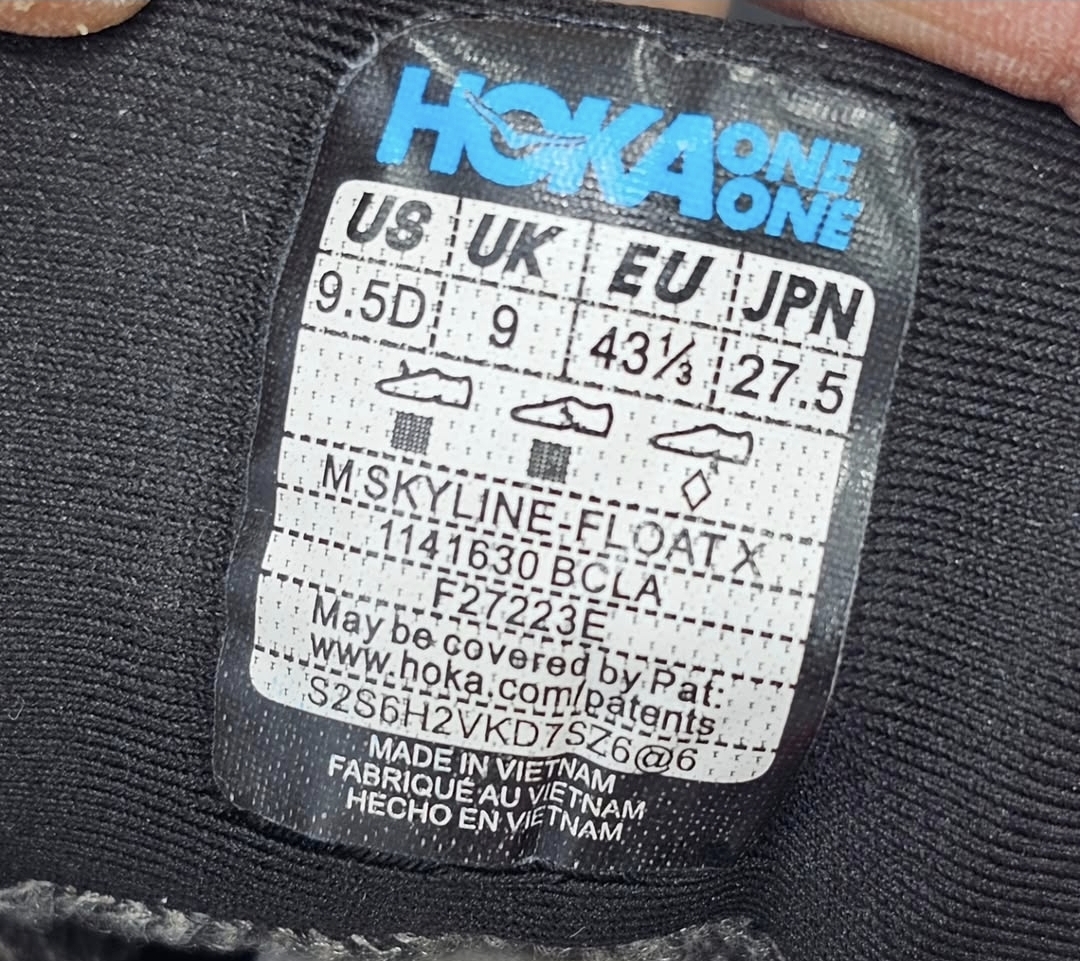 HOKA ONE ONE
US UK EU JPN
9.5D 9 43⅓ 27.5
M SKYLINE-FLOAT X
1141630 BCLA
F27223E
May be covered by Pat:
www.hoka.com/patents
S2S6H2VKD7SZ6@6
MADE IN VIETNAM
FABRIQUÉ AU VIETNAM
HECHO EN VIETNAM